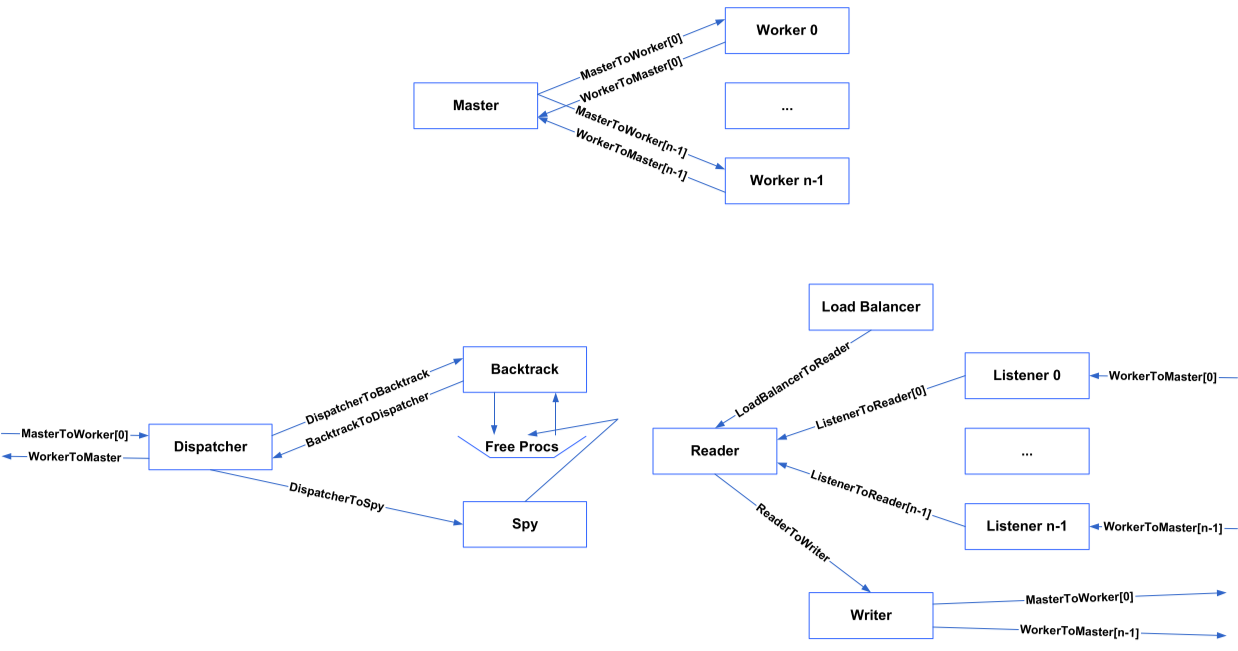 Worker 0
MasterToWorker[0]
WorkerToMaster[0]
Master
...
MasterToWorker[n-1]
WorkerToMaster[n-1]
Worker n-1
Backtrack
DispatcherToBacktrack
BacktrackToDispatcher
MasterToWorker[0]
Dispatcher
WorkerToMaster
Free Procs
DispatcherToSpy
Spy
Load Balancer
LoadBalancerToReader
Listener 0
WorkerToMaster[0]
ListenerToReader[0]
Reader
...
ListenerToReader[n-1]
Listener n-1
WorkerToMaster[n-1]
ReaderToWriter
Writer
MasterToWorker[0]
WorkerToMaster[n-1]